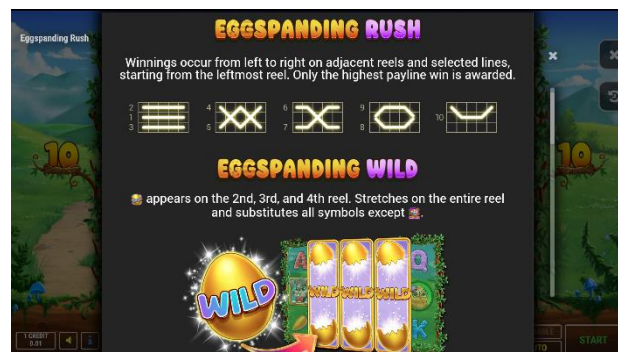 EGGSPANDING RUSH
Eggspanding Rush
Winnings occur from left to right on adjacent reels and selected lines,
starting from the leftmost reel. Only the highest payline win is awarded.
2 4 6 9
1 10
3 5 7 8
10 10
EGGSPANDING WILD
appears on the 2nd, 3rd, and 4th reel. Stretches on the entire reel
and substitutes all symbols except .
A Q
WILD WILD WILD WILD
K
1 CREDIT
0.01
i
START